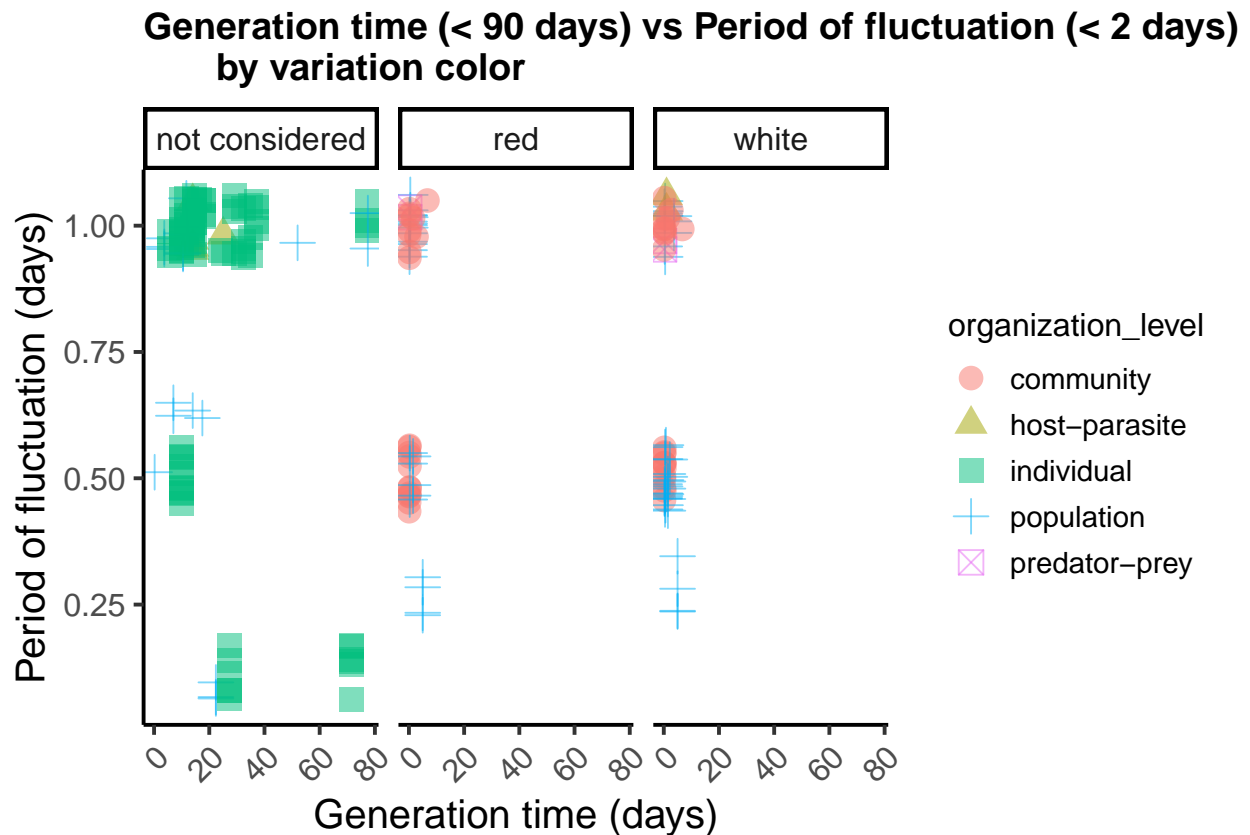 Generation time (< 90 days) vs Period of fluctuation (< 2 days)
by variation color
not considered
red
white
Period of fluctuation (days)
1.00
0.75
0.50
0.25
0 20 40 60 80
0 20 40 60 80
0 20 40 60 80
Generation time (days)
organization_level
community
host−parasite
individual
population
predator−prey